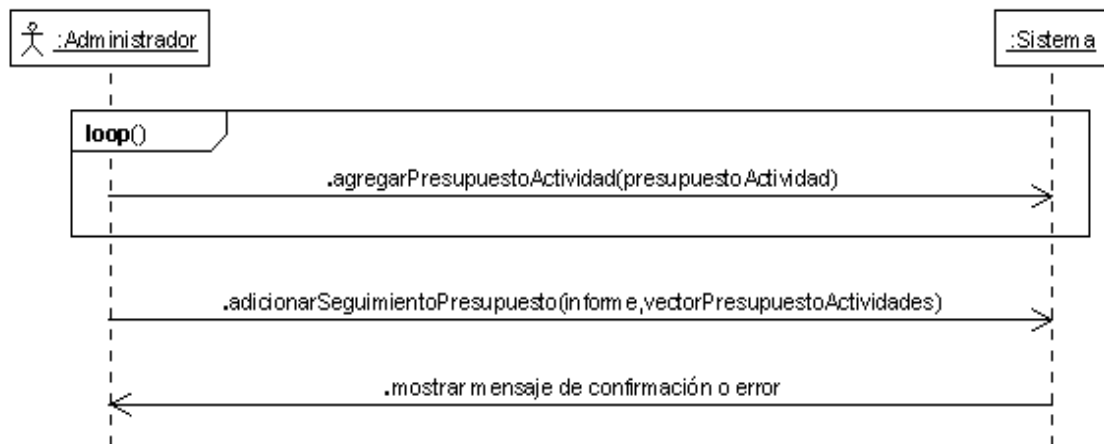 :Administrador
:Sistema
loop()
.agregarPresupuestoActividad(presupuestoActividad)
.adicionarSeguimientoPresupuesto(informe,vectorPresupuestoActividades)
.mostrar mensaje de confirmación o error